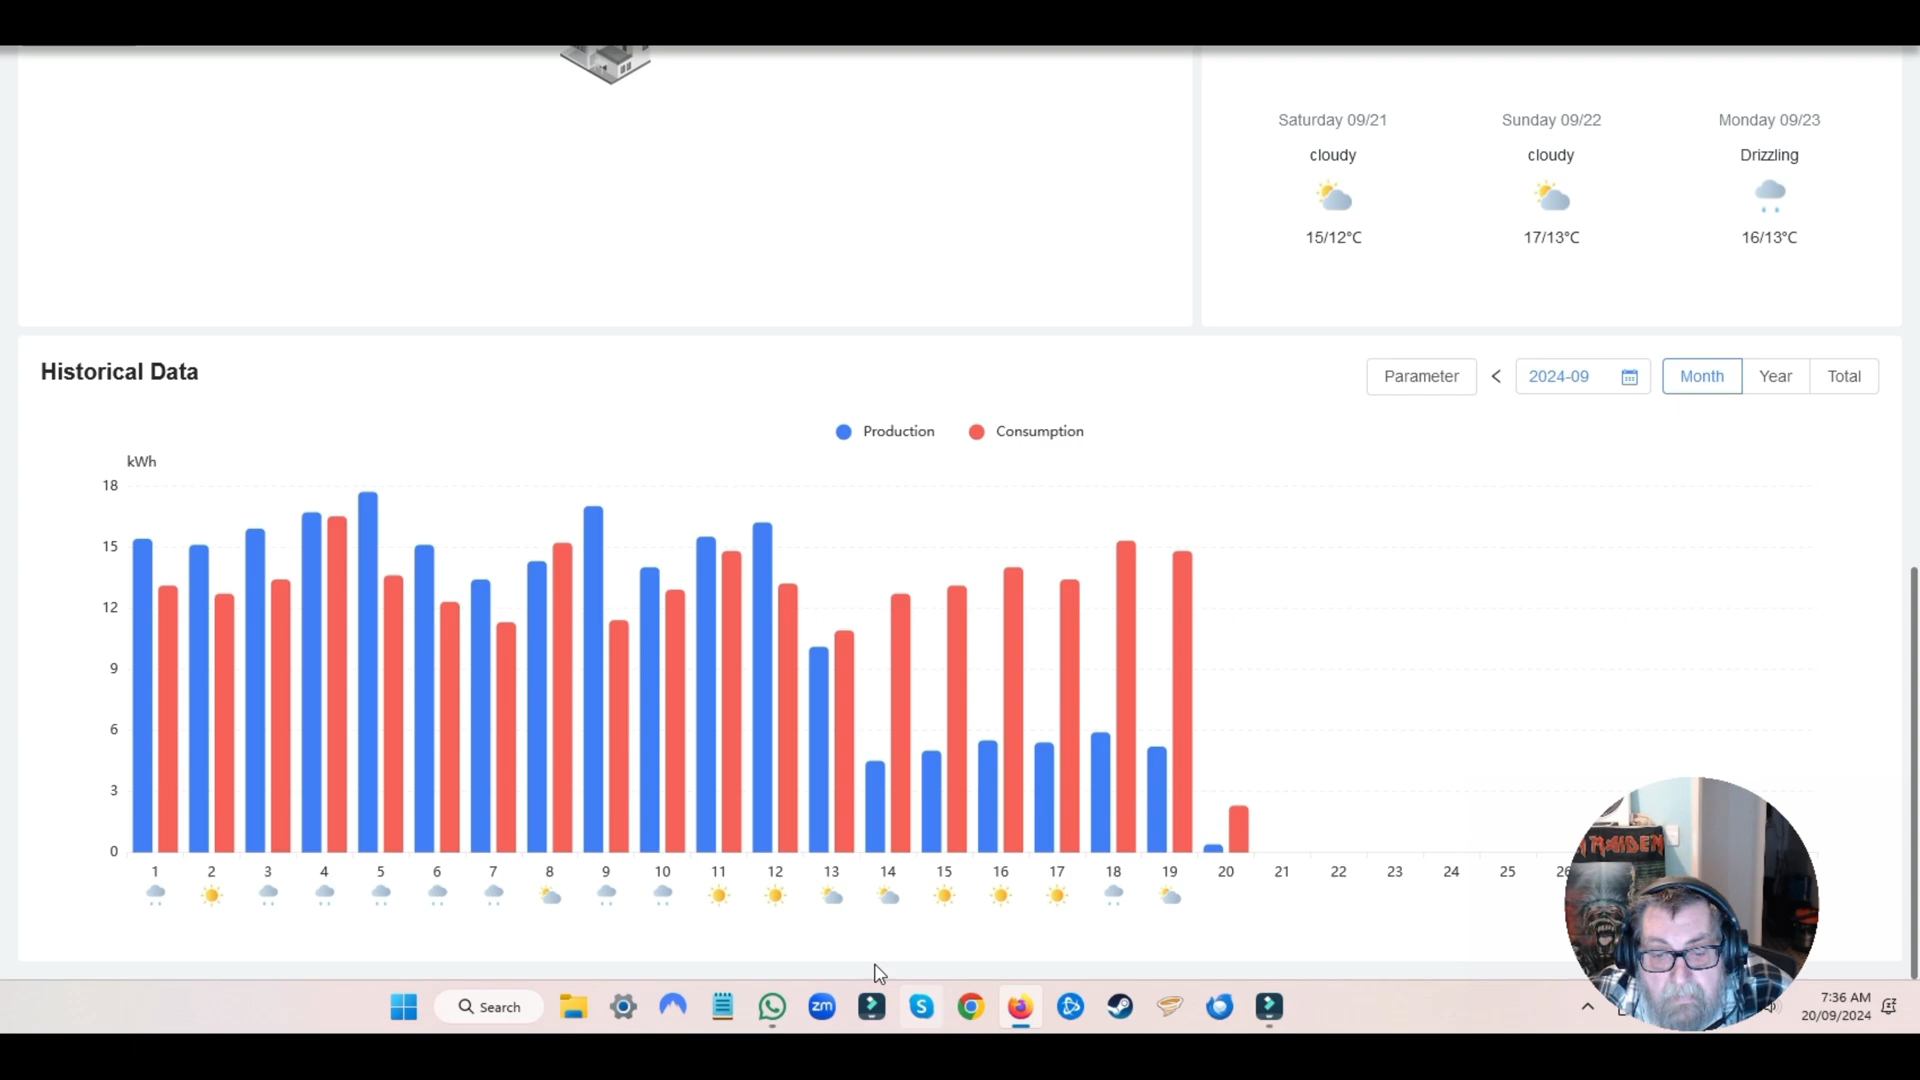 Saturday 09/21 Sunday 09/22 Monday 09/23
cloudy cloudy Drizzling
15/12°C 17/13°C 16/13°C
Historical Data
Parameter < 2024-09 Month Year Total
Production Consumption
kWh
18
15
12
9
6
3
0
1 2 3 4 5 6 7 8 9 10 11 12 13 14 15 16 17 18 19 20 21 22 23 24 25
MAIDEN
Search
zm
7:36 AM
20/09/2024